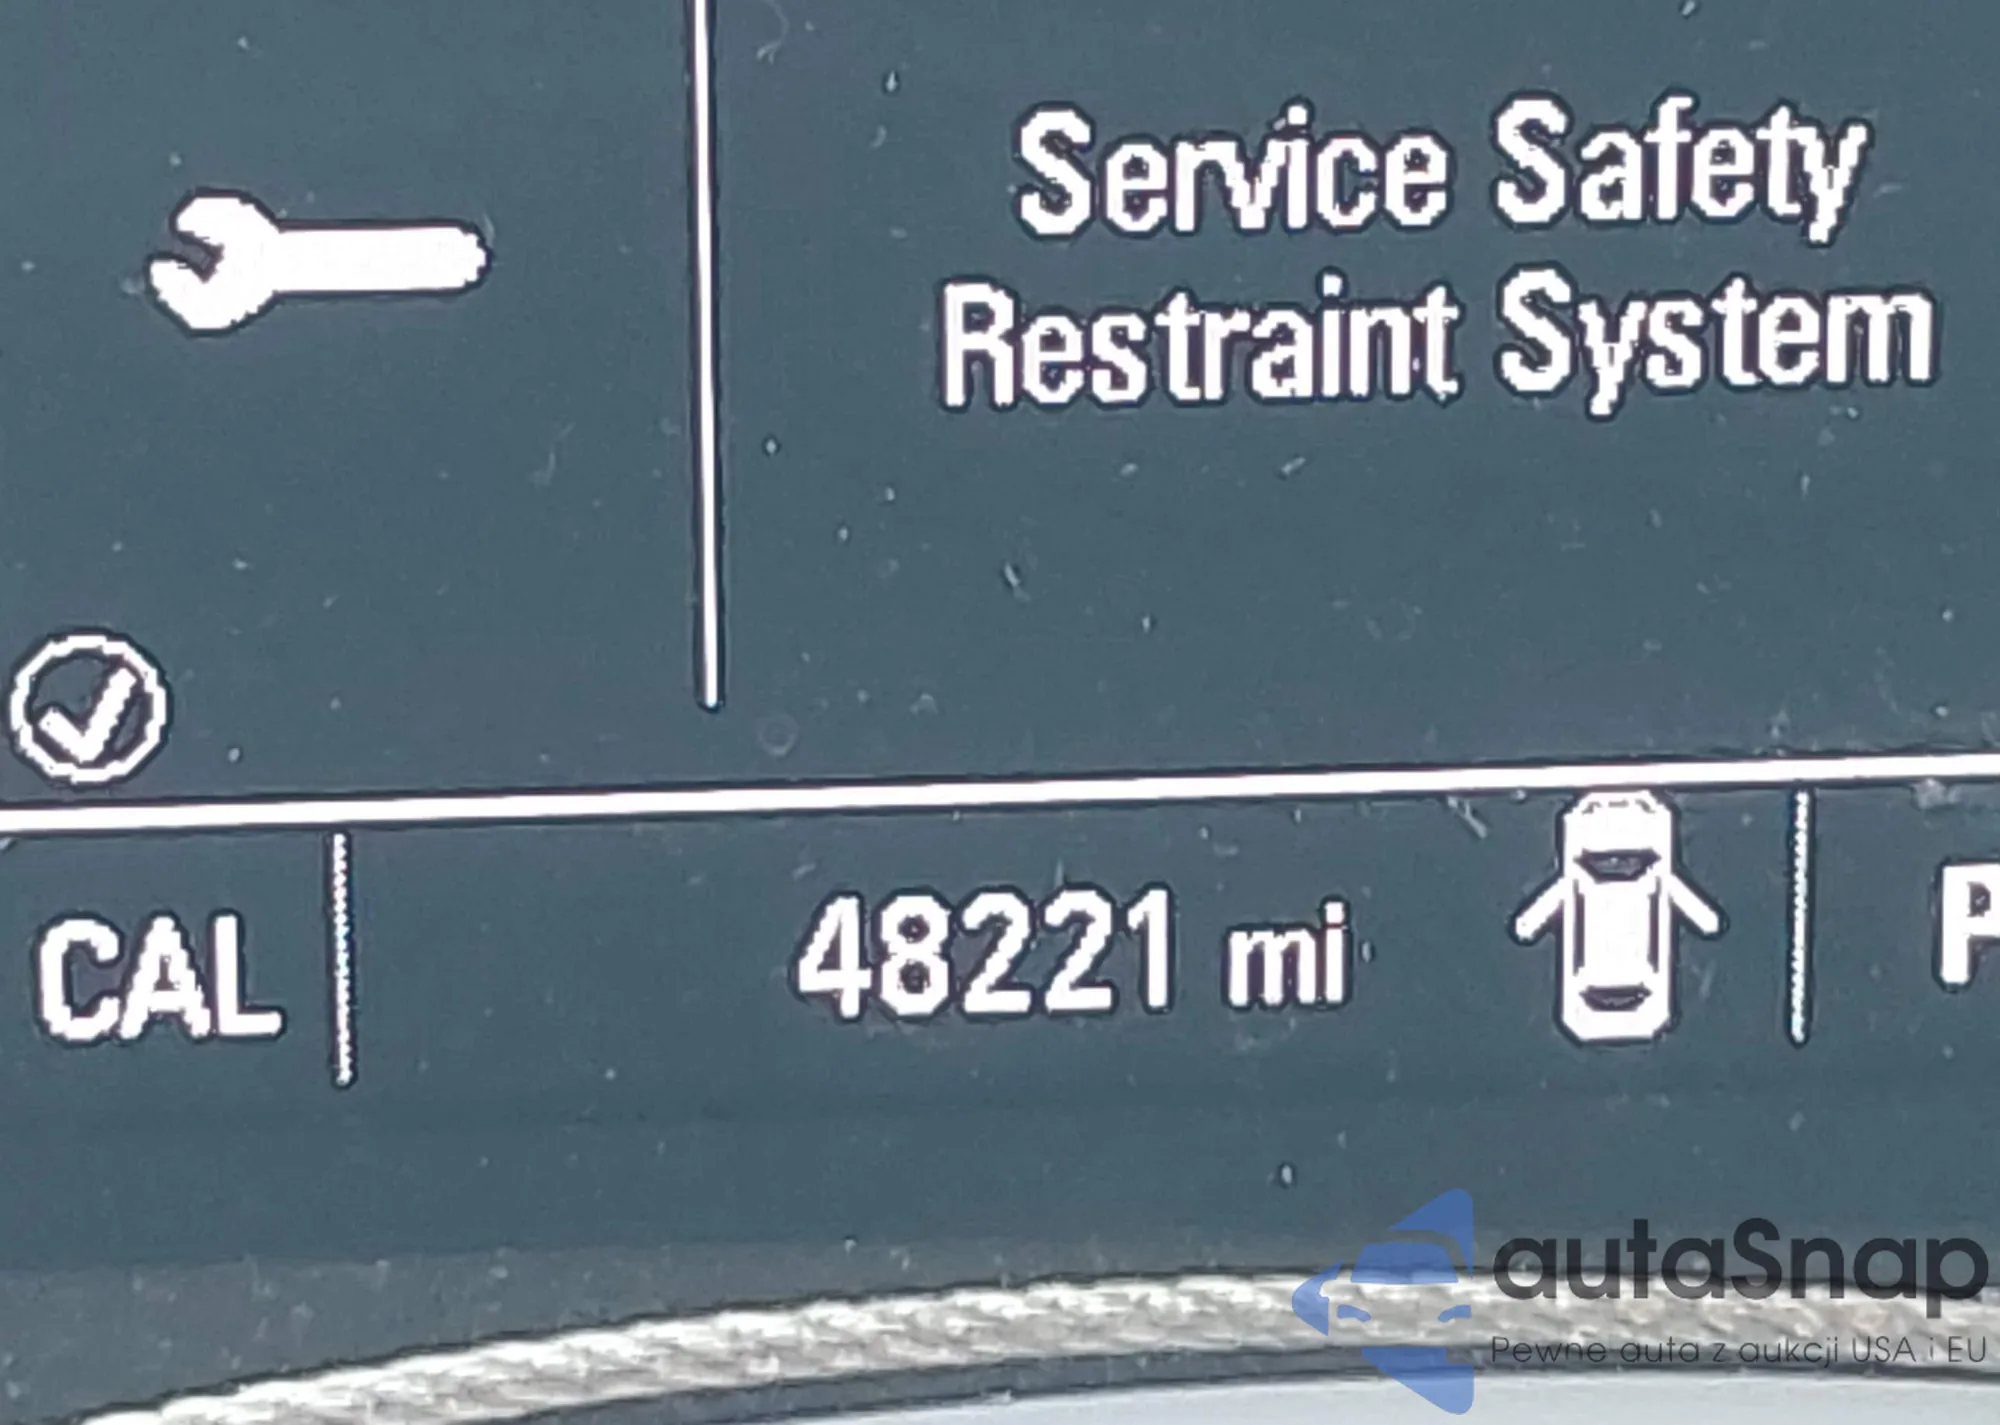 Service Safety
Restraint System
CAL
48221 mi
P
autaSnap
Pewne auta z aukcji USA i EU